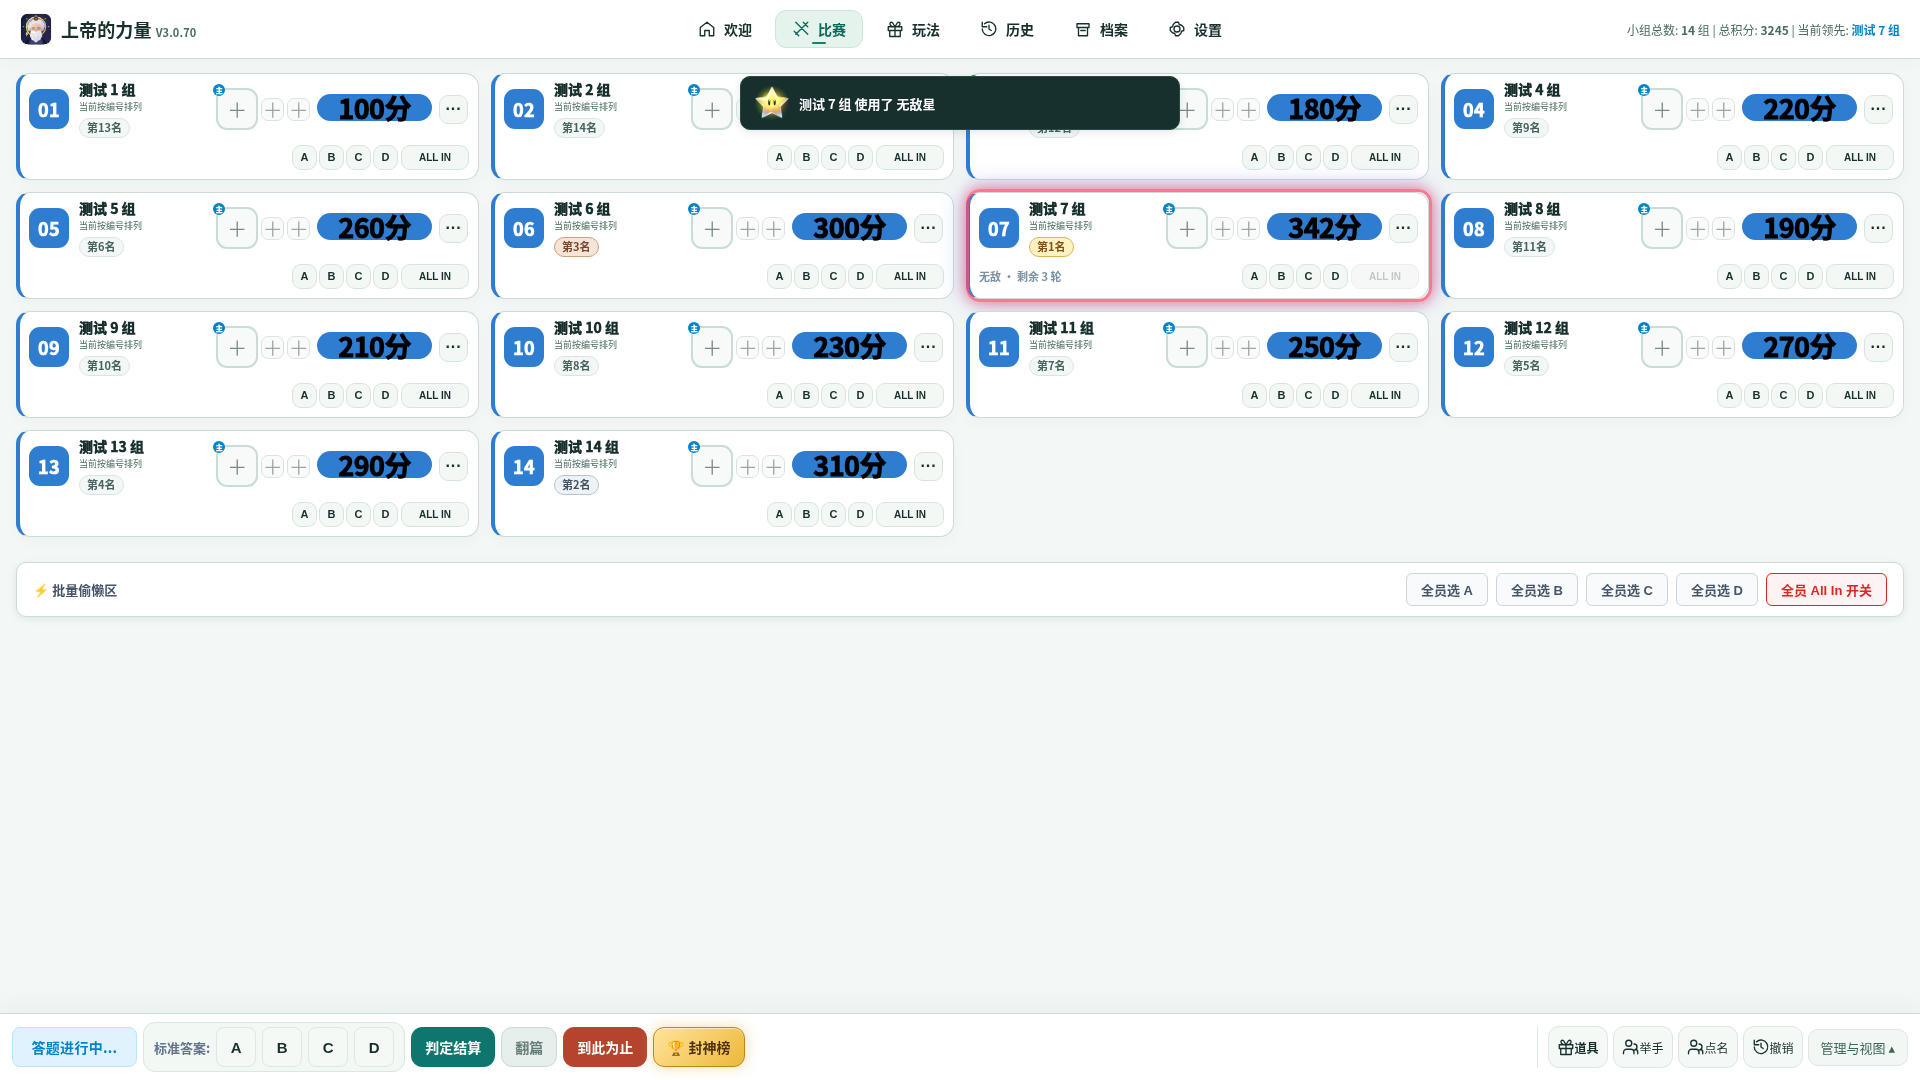 上帝的力量 V3.0.70
欢迎
比赛
玩法
历史
档案
设置
小组总数: 14 组 | 总积分: 3245 | 当前领先: 测试 7 组
测试 7 组 使用了 无敌星
01
测试 1 组
当前按编号排列
第13名
主
100分
A B C D ALL IN
02
测试 2 组
当前按编号排列
第14名
主
A B C D ALL IN
180分
A B C D ALL IN
04
测试 4 组
当前按编号排列
第9名
主
220分
A B C D ALL IN
05
测试 5 组
当前按编号排列
第6名
主
260分
A B C D ALL IN
06
测试 6 组
当前按编号排列
第3名
主
300分
A B C D ALL IN
07
测试 7 组
当前按编号排列
第1名
主
342分
无敌 · 剩余 3 轮
A B C D ALL IN
08
测试 8 组
当前按编号排列
第11名
主
190分
A B C D ALL IN
09
测试 9 组
当前按编号排列
第10名
主
210分
A B C D ALL IN
10
测试 10 组
当前按编号排列
第8名
主
230分
A B C D ALL IN
11
测试 11 组
当前按编号排列
第7名
主
250分
A B C D ALL IN
12
测试 12 组
当前按编号排列
第5名
主
270分
A B C D ALL IN
13
测试 13 组
当前按编号排列
第4名
主
290分
A B C D ALL IN
14
测试 14 组
当前按编号排列
第2名
主
310分
A B C D ALL IN
⚡ 批量偷懒区
全员选 A
全员选 B
全员选 C
全员选 D
全员 All In 开关
答题进行中...
标准答案: A B C D
判定结算
翻篇
到此为止
🏆 封神榜
道具
举手
点名
撤销
管理与视图 ▴